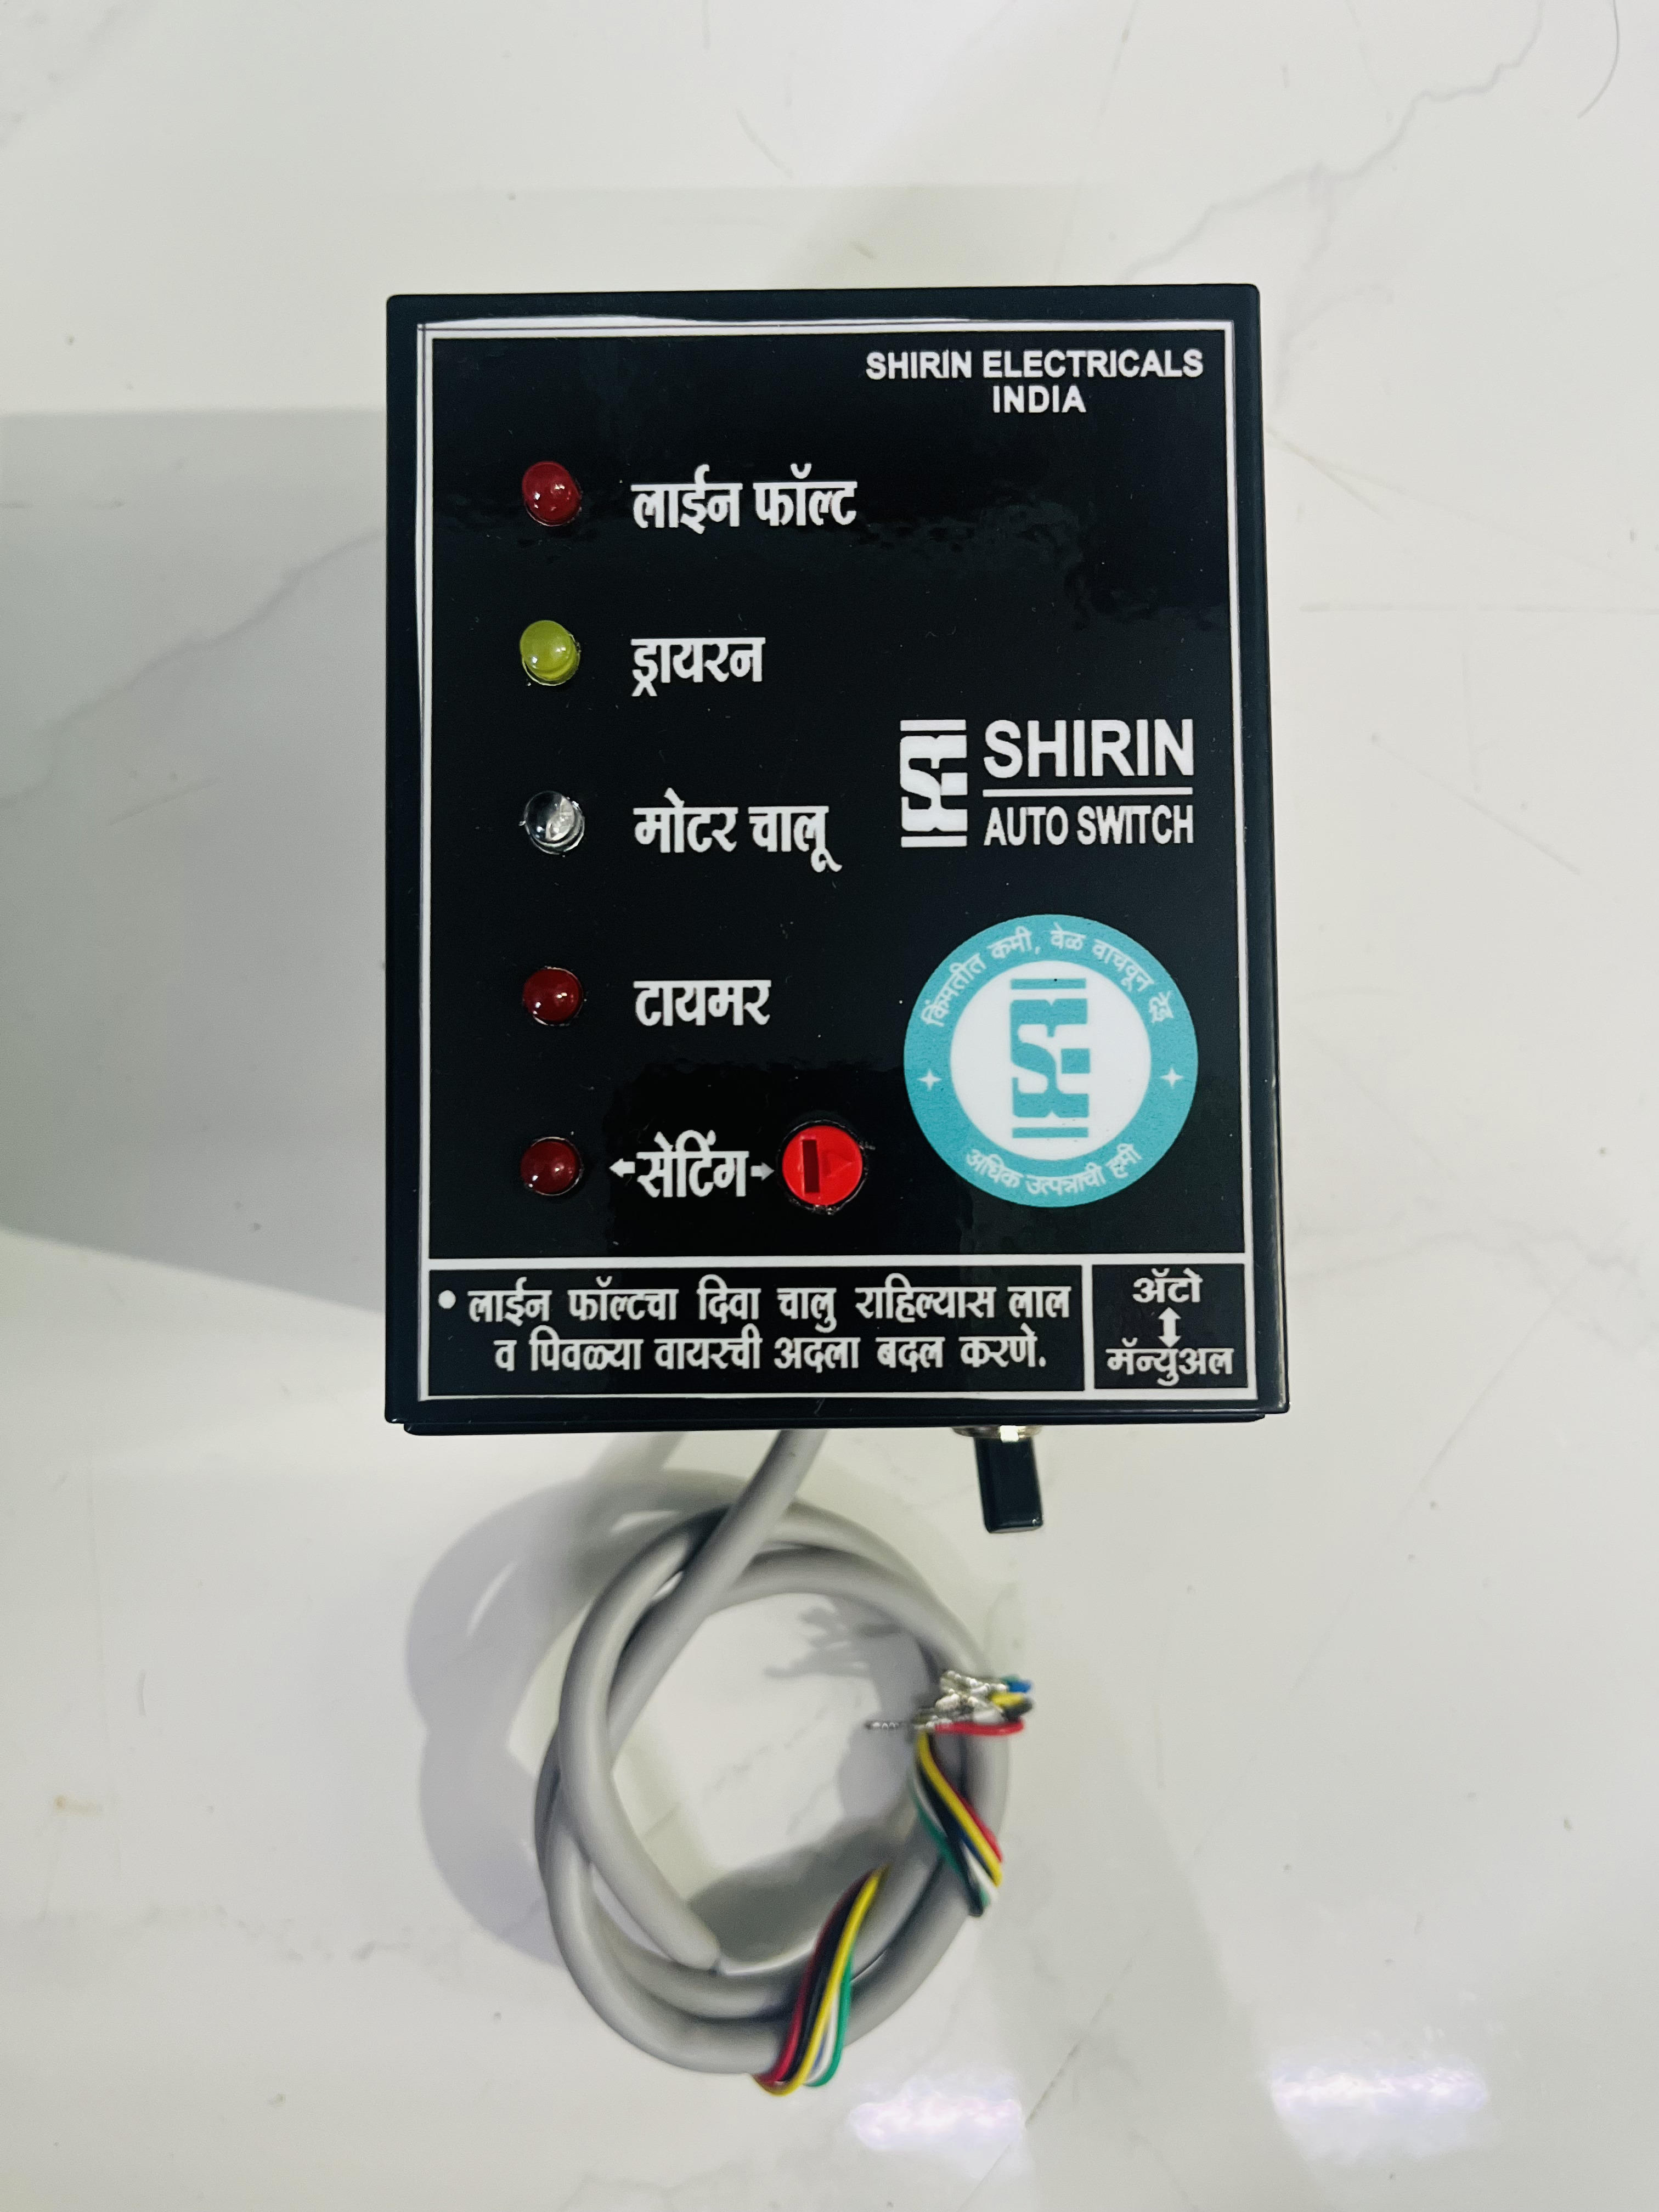 SHIRIN ELECTRICALS
INDIA
लाईन फॉल्ट
ड्रायरन
मोटर चालू
SHIRIN
AUTO SWITCH
टायमर
किंमतीत कमी, वेळ वाचवून देई
अधिक उत्पन्नाची हमी
सेटिंग
• लाईन फॉल्टचा दिवा चालु राहिल्यास लाल
व पिवळ्या वायरची अदला बदल करणे.
ॲटो
मॅन्युअल